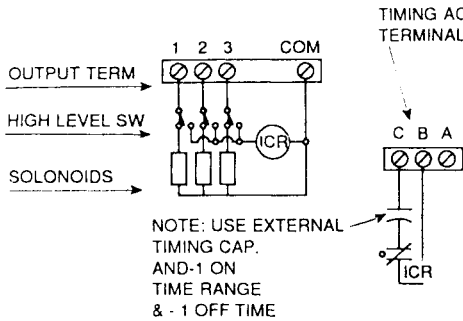 1 2 3 COM
OUTPUT TERM
HIGH LEVEL SW
ICR
SOLONOIDS
NOTE: USE EXTERNAL
TIMING CAP.
AND-1 ON
TIME RANGE
& - 1 OFF TIME
TIMING AC
TERMINAL
C B A
ICR